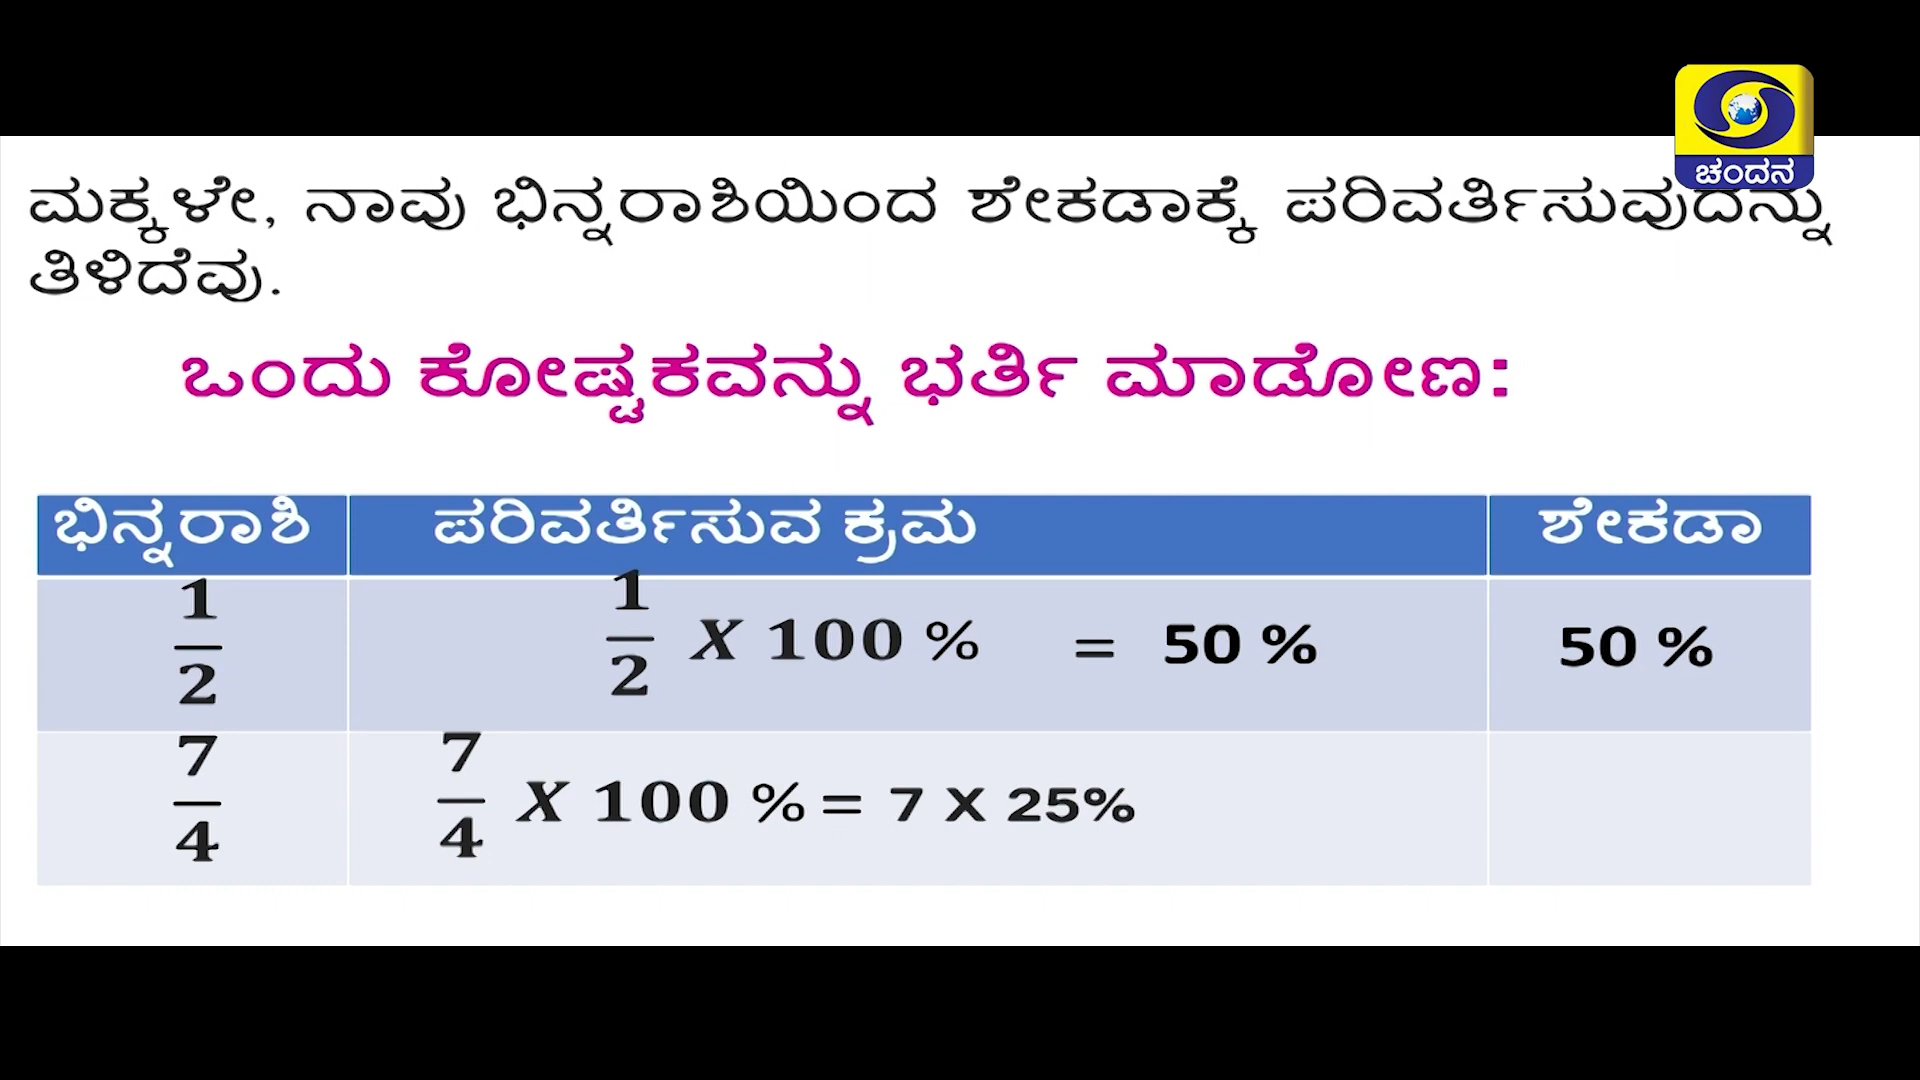 ಚಂದನ
ಮಕ್ಕಳೇ, ನಾವು ಭಿನ್ನರಾಶಿಯಿಂದ ಶೇಕಡಾಕ್ಕೆ ಪರಿವರ್ತಿಸುವುದನ್ನು
ತಿಳಿದೆವು.
ಒಂದು ಕೋಷ್ಟಕವನ್ನು ಭರ್ತಿ ಮಾಡೋಣ:
ಭಿನ್ನರಾಶಿ ಪರಿವರ್ತಿಸುವ ಕ್ರಮ ಶೇಕಡಾ
1/2 1/2 X 100 % = 50 % 50 %
7/4 7/4 X 100 % = 7 X 25%